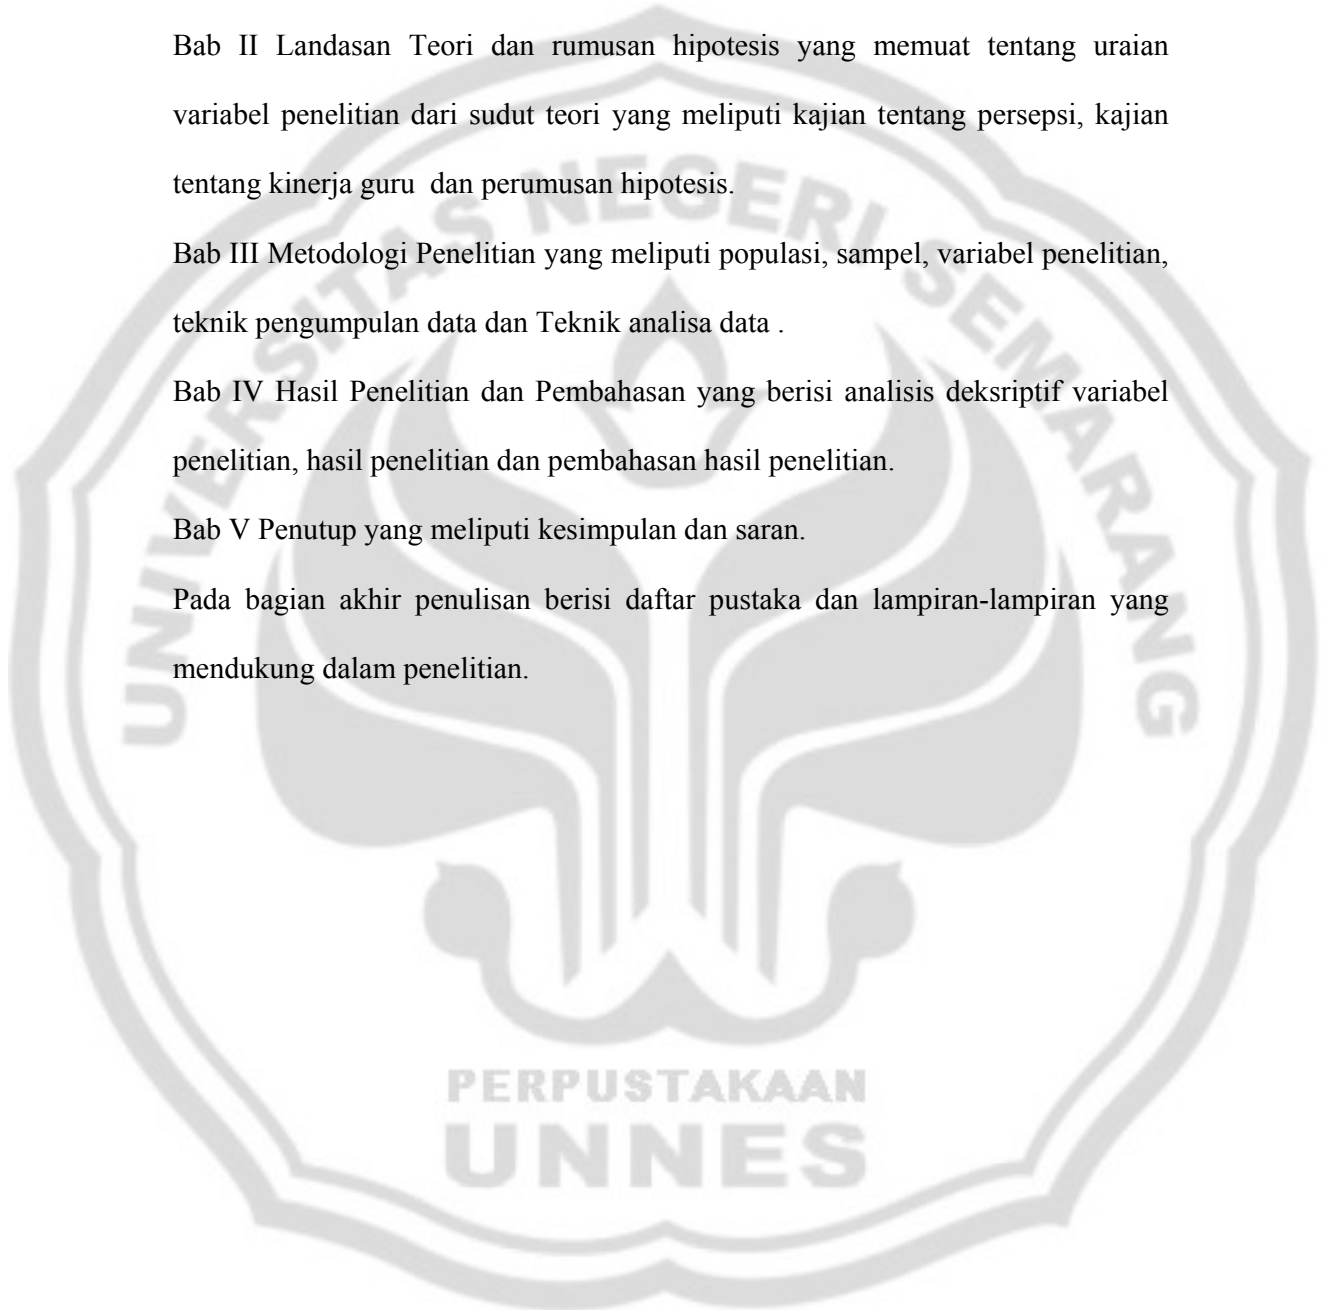 Bab II Landasan Teori dan rumusan hipotesis yang memuat tentang uraian
variabel penelitian dari sudut teori yang meliputi kajian tentang persepsi, kajian
tentang kinerja guru dan perumusan hipotesis.
Bab III Metodologi Penelitian yang meliputi populasi, sampel, variabel penelitian,
teknik pengumpulan data dan Teknik analisa data .
Bab IV Hasil Penelitian dan Pembahasan yang berisi analisis deksriptif variabel
penelitian, hasil penelitian dan pembahasan hasil penelitian.
Bab V Penutup yang meliputi kesimpulan dan saran.
Pada bagian akhir penulisan berisi daftar pustaka dan lampiran-lampiran yang
mendukung dalam penelitian.
UNIVERSITAS NEGERI SEMARANG
PERPUSTAKAAN
UNNES